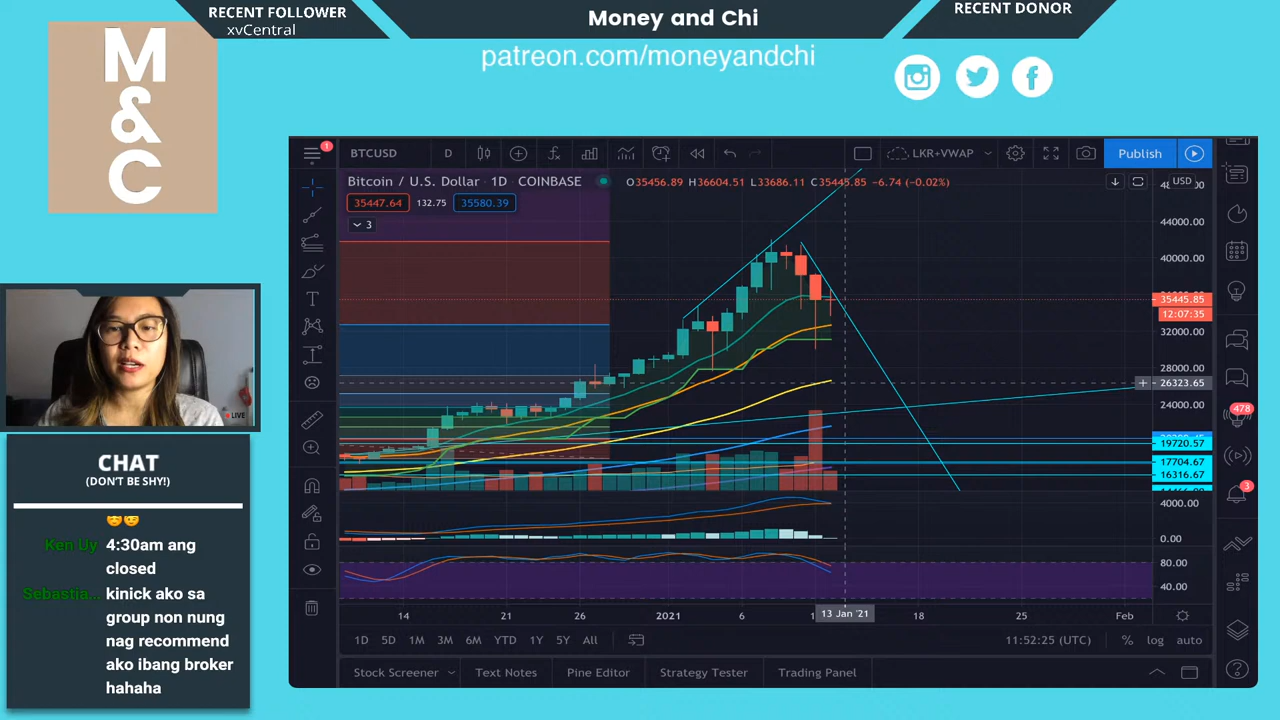 RECENT FOLLOWER
xvCentral
Money and Chi
RECENT DONOR
patreon.com/moneyandchi
M
&
C
1
BTCUSD
D
LKR+VWAP
Publish
Bitcoin / U.S. Dollar · 1D · COINBASE
O35456.89 H36604.51 L33686.11 C35445.85 -6.74 (-0.02%)
USD
35447.64
132.75
35580.39
3
44000.00
40000.00
35445.85
12:07:35
32000.00
28000.00
26323.65
24000.00
19720.57
17704.67
16316.67
4000.00
0.00
80.00
40.00
478
3
14
21
26
2021
6
13 Jan '21
18
25
Feb
1D
5D
1M
3M
6M
YTD
1Y
5Y
All
11:52:25 (UTC)
%
log
auto
Stock Screener
Text Notes
Pine Editor
Strategy Tester
Trading Panel
LIVE
CHAT
(DON'T BE SHY!)
Ken Uy 4:30am ang
closed
Sebastia... kinick ako sa
group non nung
nag recommend
ako ibang broker
hahaha